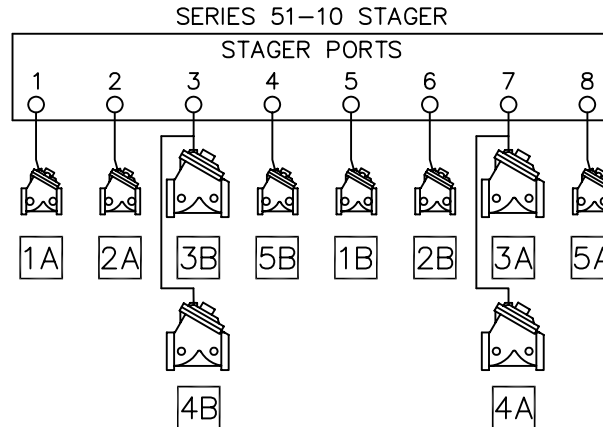 SERIES 51-10 STAGER
STAGER PORTS
1 2 3 4 5 6 7 8
1A 2A 3B 5B 1B 2B 3A 5A
4B 4A